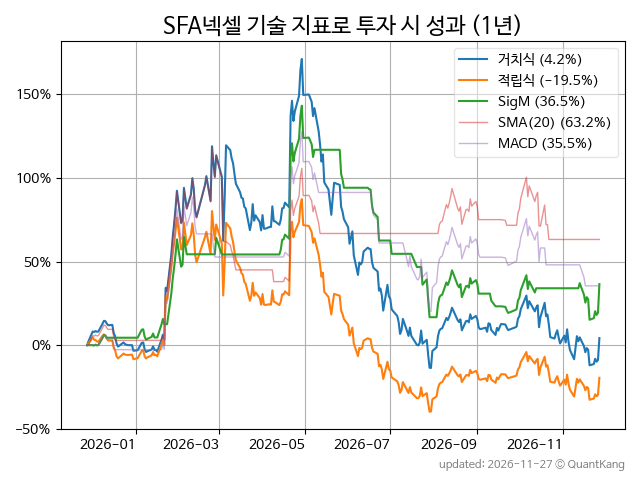 SFA넥셀 기술 지표로 투자 시 성과 (1년)
거치식 (4.2%)
적립식 (-19.5%)
SigM (36.5%)
SMA(20) (63.2%)
MACD (35.5%)
150%
100%
50%
0%
-50%
2026-01 2026-03 2026-05 2026-07 2026-09 2026-11
updated: 2026-11-27 © QuantKang